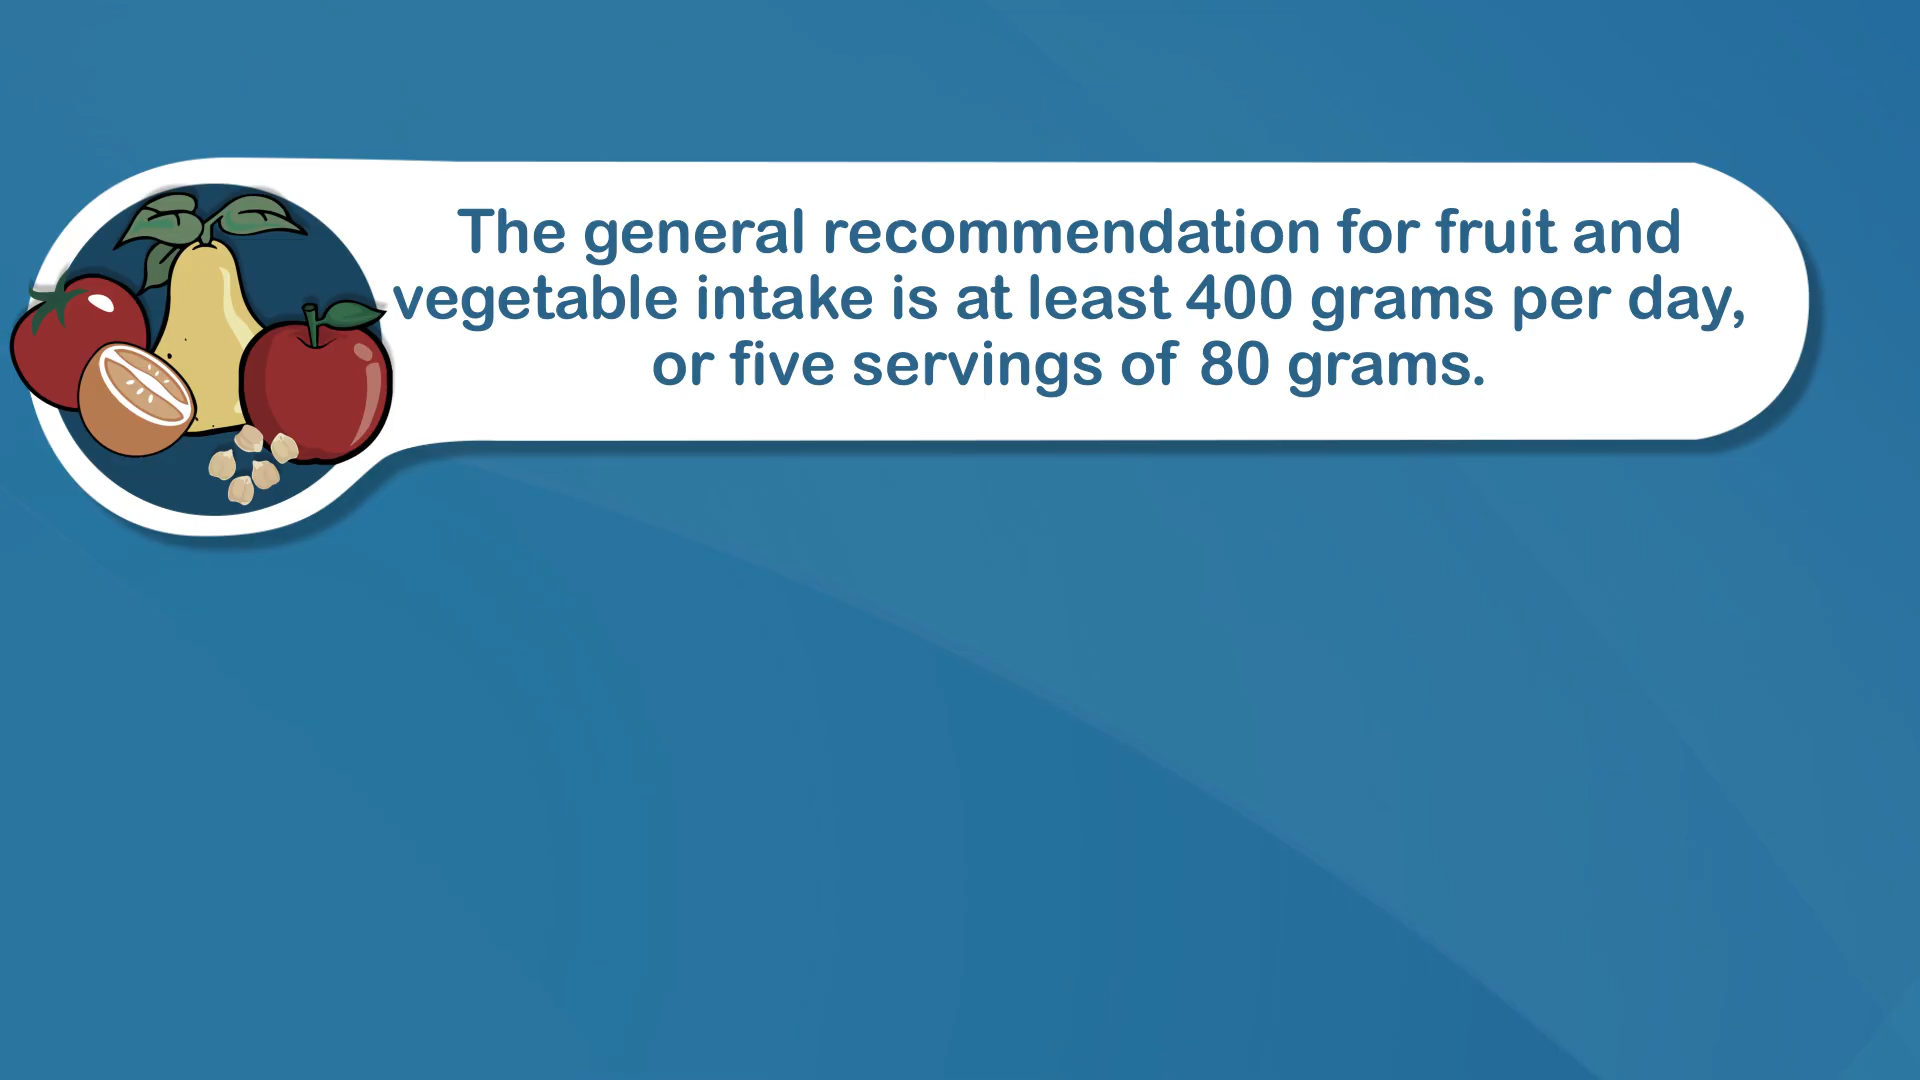 The general recommendation for fruit and
vegetable intake is at least 400 grams per day,
or five servings of 80 grams.